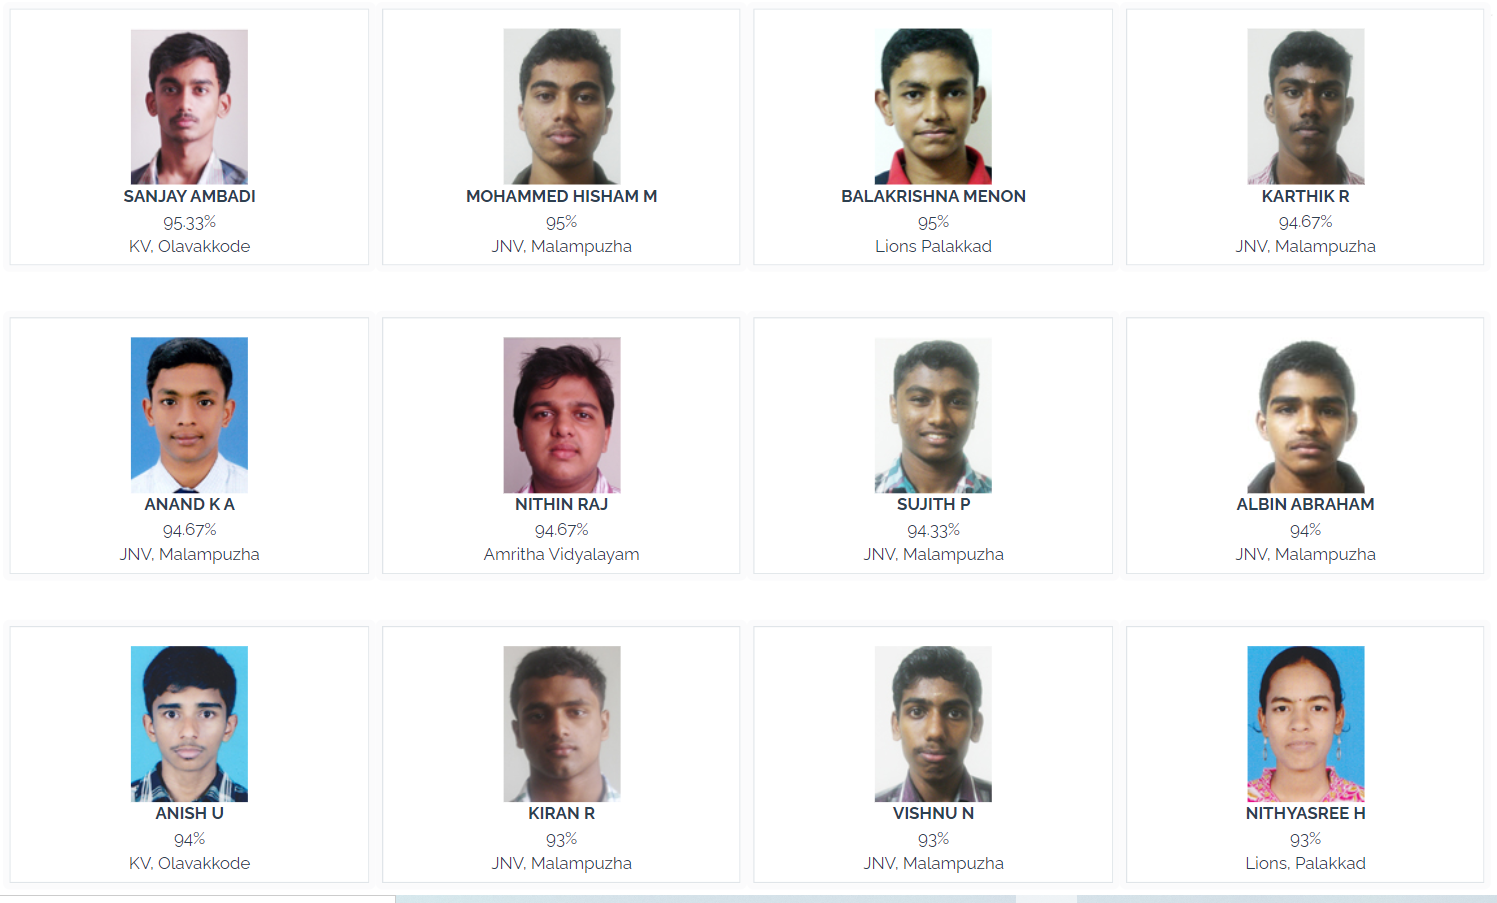 SANJAY AMBADI
95.33%
KV, Olavakkode
MOHAMMED HISHAM M
95%
JNV, Malampuzha
BALAKRISHNA MENON
95%
Lions Palakkad
KARTHIK R
94.67%
JNV, Malampuzha
ANAND K A
94.67%
JNV, Malampuzha
NITHIN RAJ
94.67%
Amritha Vidyalayam
SUJITH P
94.33%
JNV, Malampuzha
ALBIN ABRAHAM
94%
JNV, Malampuzha
ANISH U
94%
KV, Olavakkode
KIRAN R
93%
JNV, Malampuzha
VISHNU N
93%
JNV, Malampuzha
NITHYASREE H
93%
Lions, Palakkad